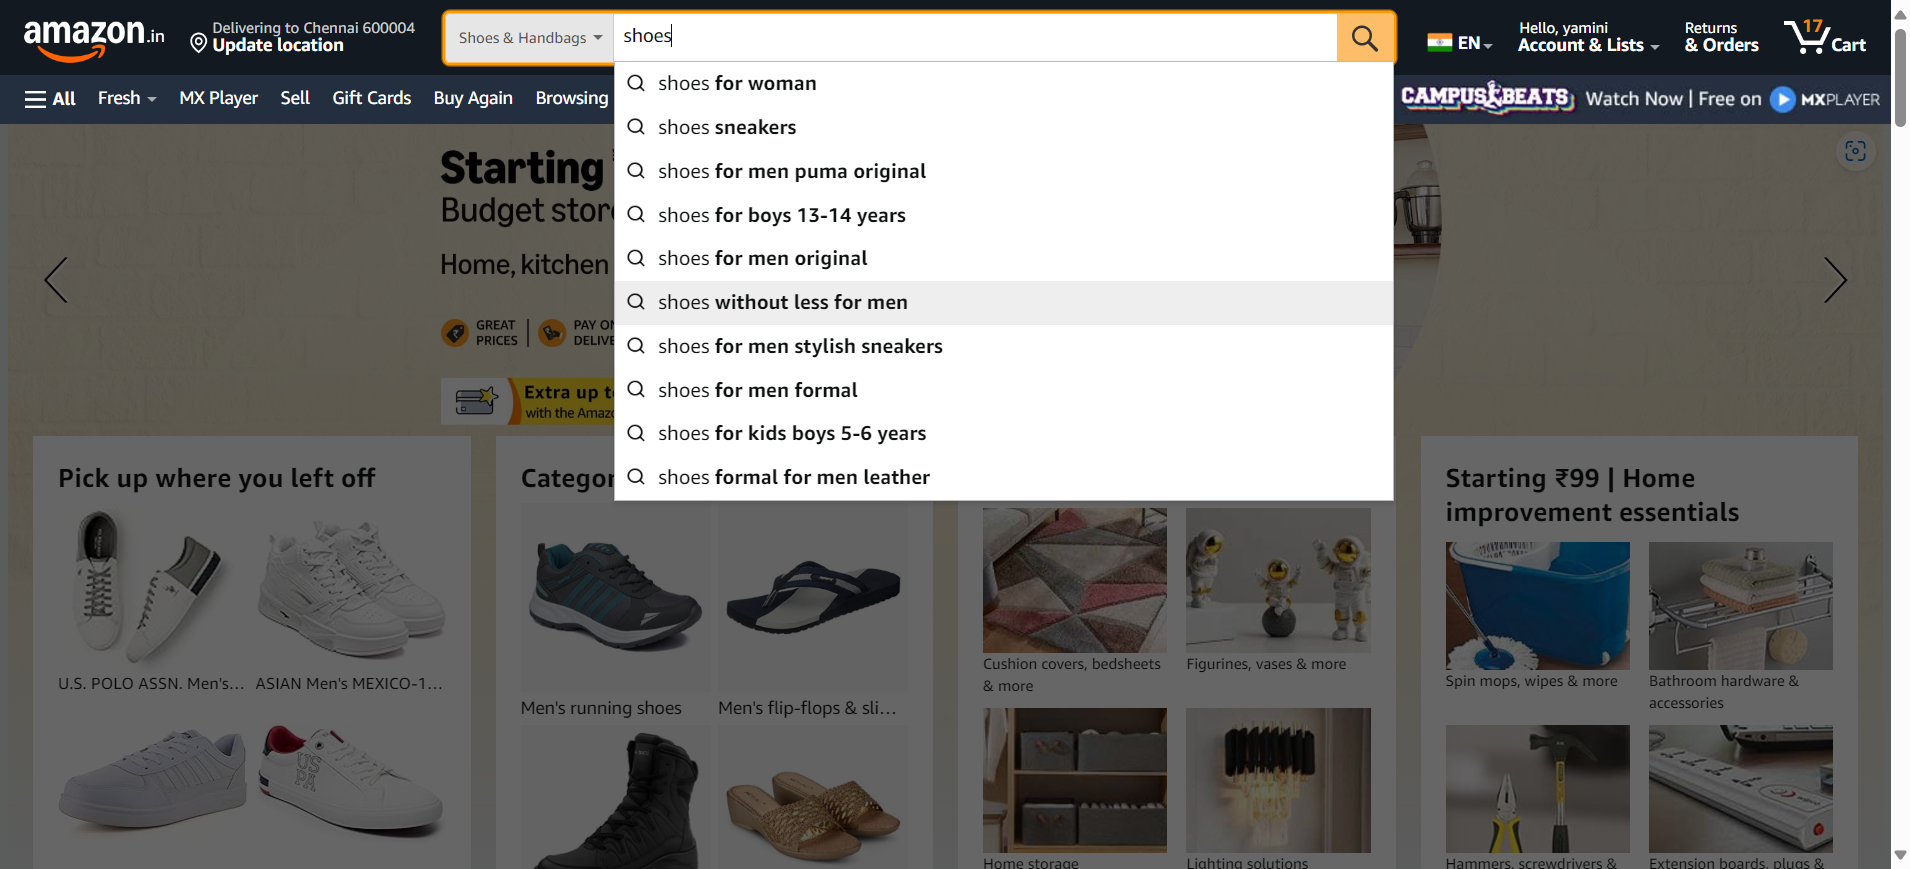 amazon.in
Delivering to Chennai 600004
Update location
Shoes & Handbags
shoes
EN
Hello, yamini
Account & Lists
Returns
& Orders
17
Cart
All
Fresh
MX Player
Sell
Gift Cards
Buy Again
Browsing
CAMPUS BEATS
Watch Now | Free on
MXPLAYER
shoes for woman
shoes sneakers
shoes for men puma original
shoes for boys 13-14 years
shoes for men original
shoes without less for men
shoes for men stylish sneakers
shoes for men formal
shoes for kids boys 5-6 years
shoes formal for men leather
Starting
Budget stor
Home, kitchen
GREAT
PRICES
PAY ON
DELIVE
Extra up t
with the Amaz
Pick up where you left off
U.S. POLO ASSN. Men's...
ASIAN Men's MEXICO-1...
US
PA
Categor
Men's running shoes
Men's flip-flops & sli...
Cushion covers, bedsheets
& more
Figurines, vases & more
Home storage
Lighting solutions
Starting ₹99 | Home
improvement essentials
Spin mops, wipes & more
Bathroom hardware &
accessories
Hammers, screwdrivers &
Extension boards, plugs &